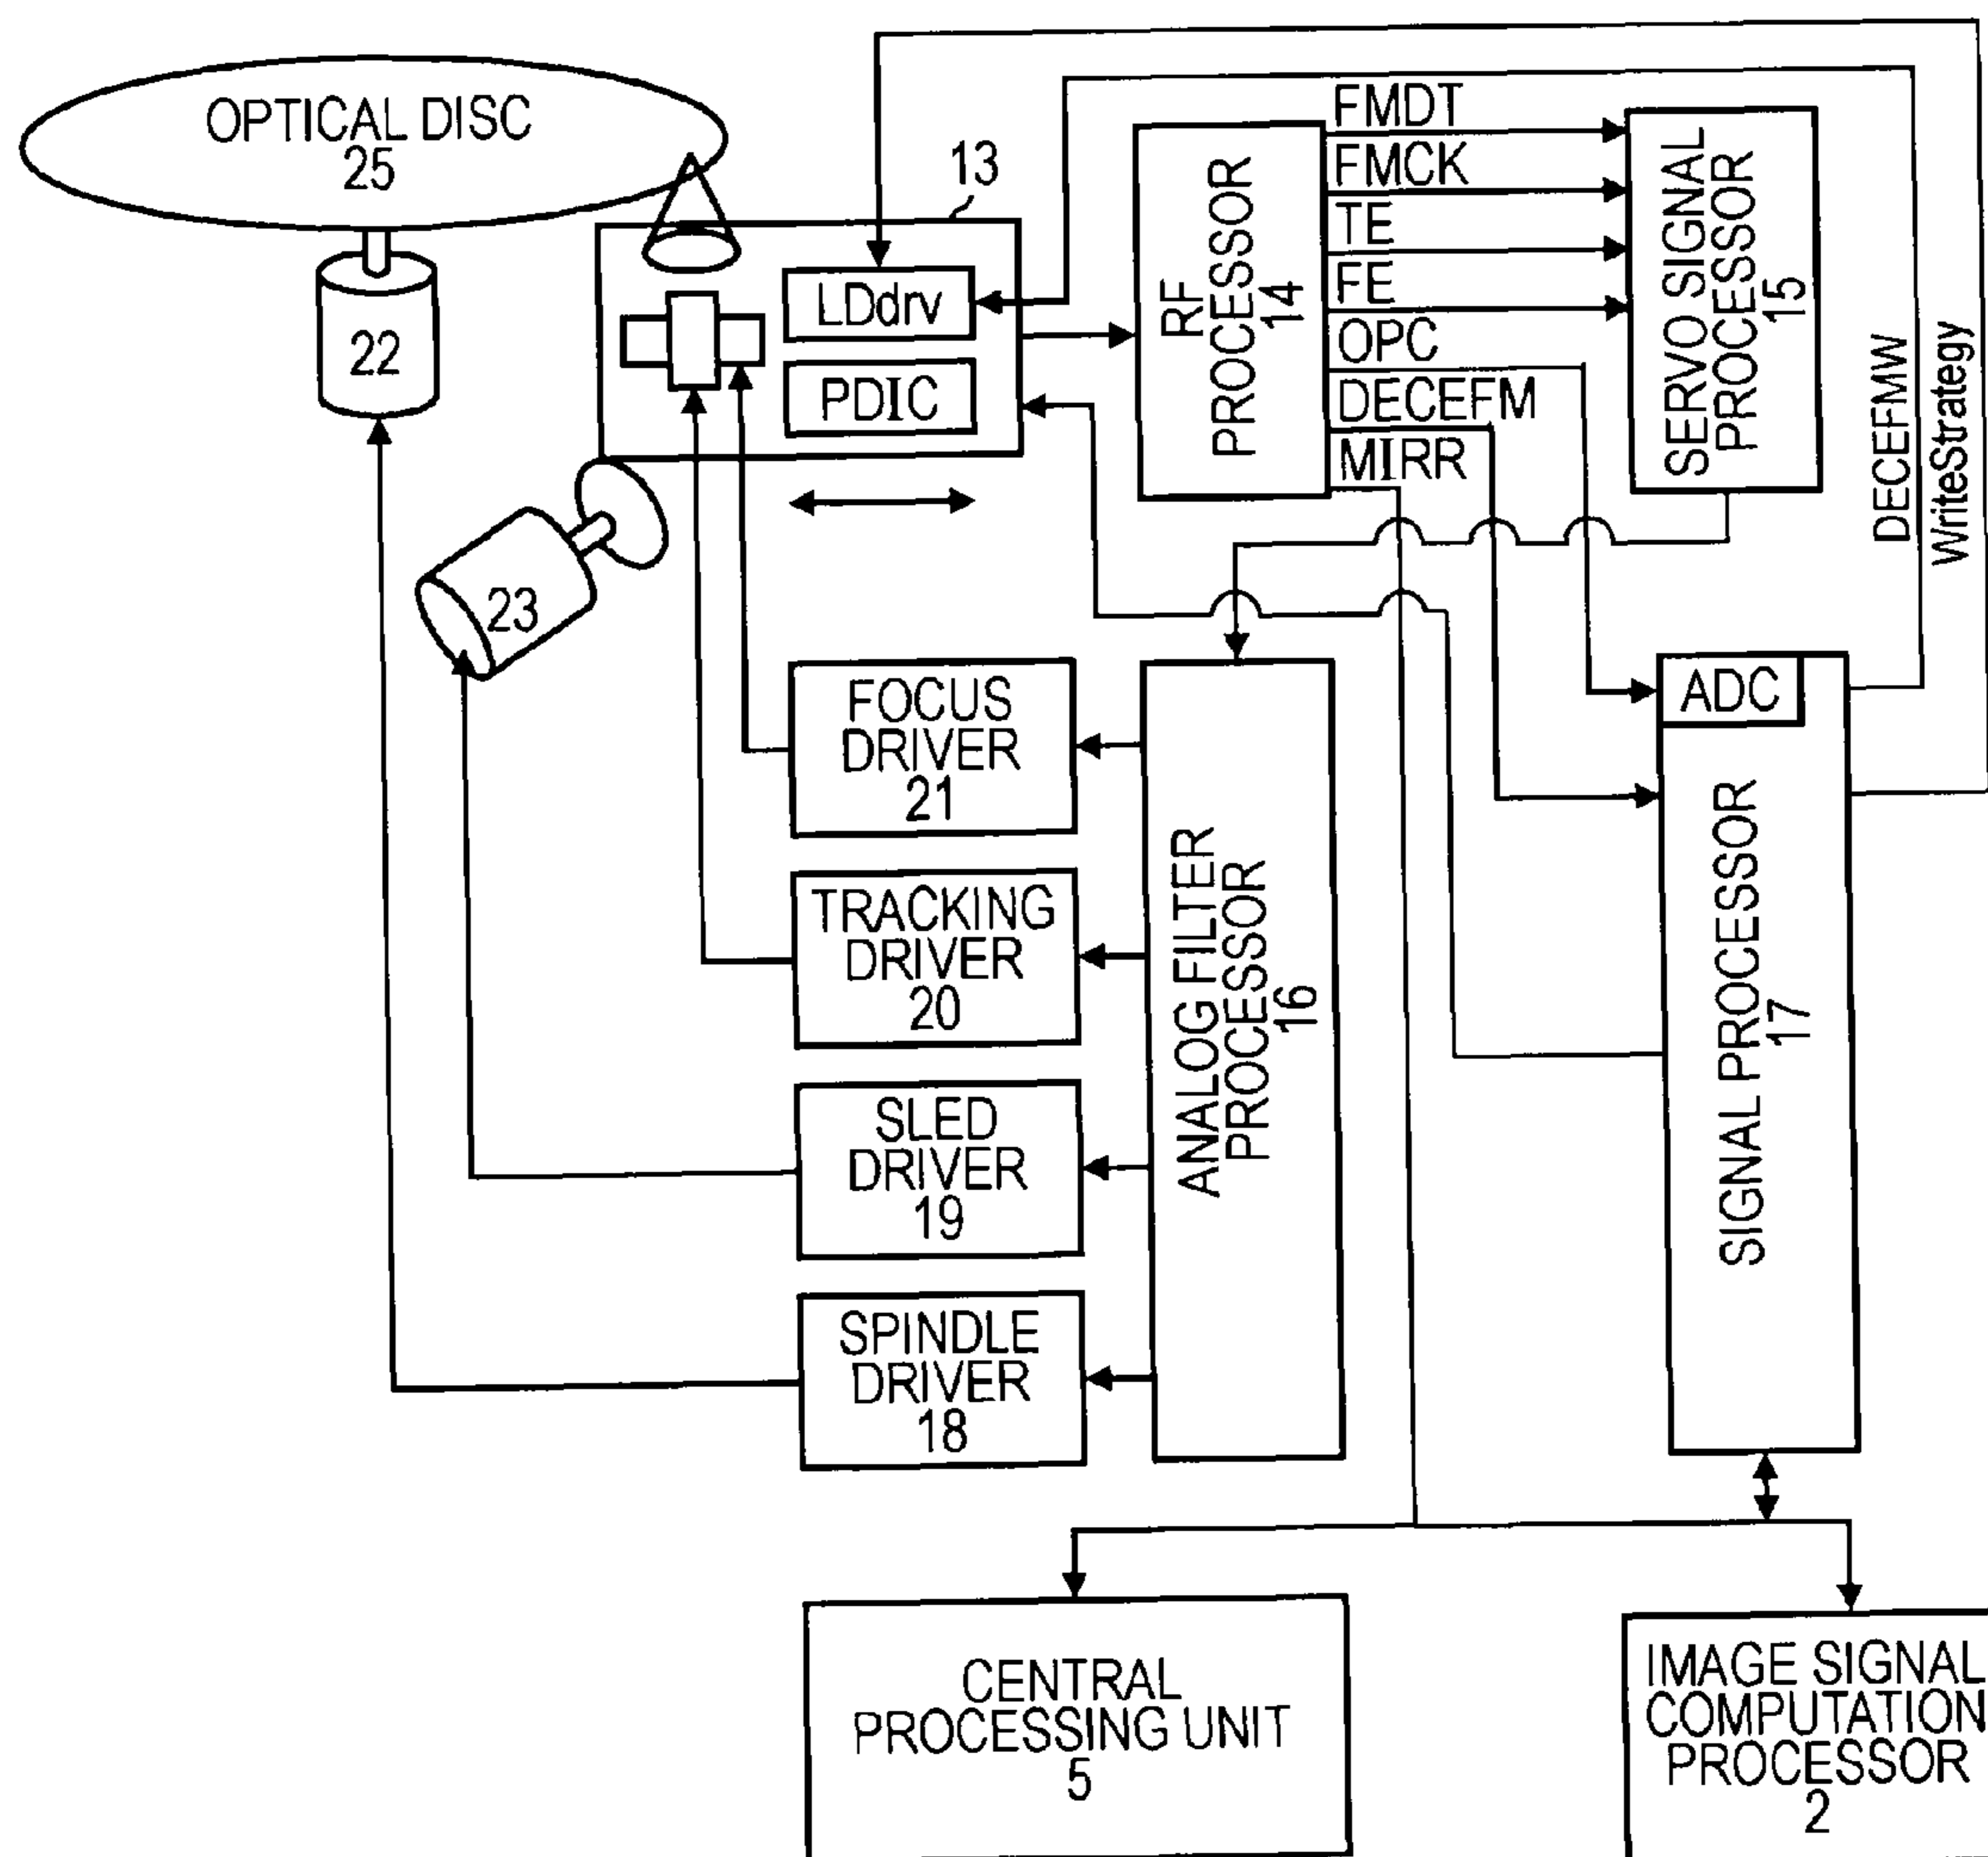 OPTICAL DISC
25
13
22
23
LDdrv
PDIC
RF
PROCESSOR
14
FMDT
FMCK
TE
FE
OPC
DECEFM
MIRR
SERVO SIGNAL
PROCESSOR
15
DECEFMW
WriteStrategy
FOCUS
DRIVER
21
TRACKING
DRIVER
20
SLED
DRIVER
19
SPINDLE
DRIVER
18
ANALOG FILTER
PROCESSOR
16
ADC
SIGNAL PROCESSOR
17
CENTRAL
PROCESSING UNIT
5
IMAGE SIGNAL
COMPUTATION
PROCESSOR
2